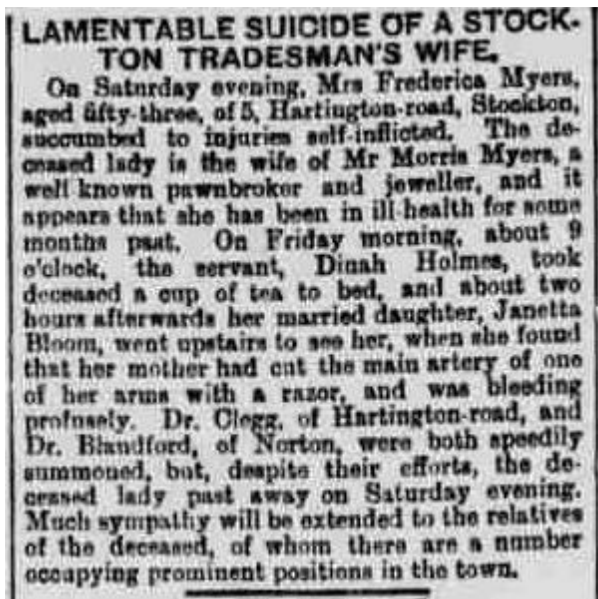 LAMENTABLE SUICIDE OF A STOCK-
TON TRADESMAN'S WIFE.
On Saturday evening, Mrs Frederica Myers,
aged fifty-three, of 5, Hartington-road, Stockton,
succumbed to injuries self-inflicted. The de-
ceased lady is the wife of Mr Morris Myers, a
well known pawnbroker and jeweller, and it
appears that she has been in ill-health for some
months past. On Friday morning, about 9
o'clock, the servant, Dinah Holmes, took
deceased a cup of tea to bed, and about two
hours afterwards her married daughter, Janetta
Bloom, went upstairs to see her, when she found
that her mother had cut the main artery of one
of her arms with a razor, and was bleeding
profusely. Dr. Clegg, of Hartington-road, and
Dr. Blandford, of Norton, were both speedily
summoned, but, despite their efforts, the de-
ceased lady past away on Saturday evening.
Much sympathy will be extended to the relatives
of the deceased, of whom there are a number
occupying prominent positions in the town.